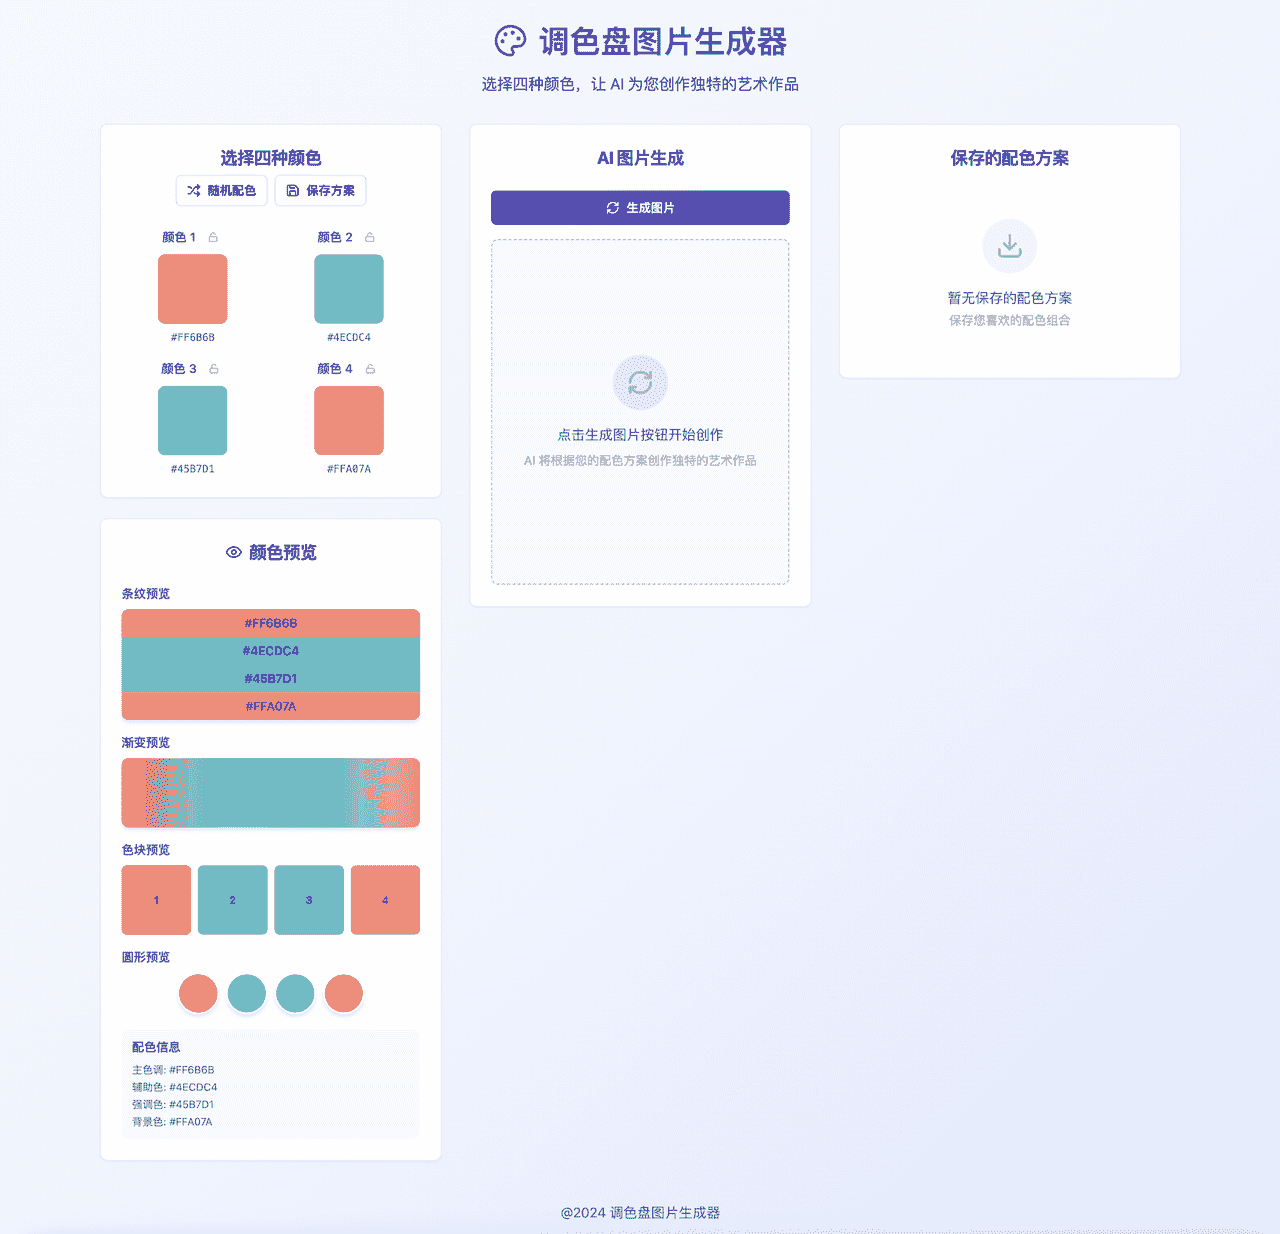 调色盘图片生成器
选择四种颜色，让 AI 为您创作独特的艺术作品
选择四种颜色
随机配色
保存方案
颜色 1
颜色 2
#FF6B6B
#4ECDC4
颜色 3
颜色 4
#45B7D1
#FFA07A
颜色预览
条纹预览
#FF6B6B
#4ECDC4
#45B7D1
#FFA07A
渐变预览
色块预览
1
2
3
4
圆形预览
配色信息
主色调: #FF6B6B
辅助色: #4ECDC4
强调色: #45B7D1
背景色: #FFA07A
AI 图片生成
生成图片
点击生成图片按钮开始创作
AI 将根据您的配色方案创作独特的艺术作品
保存的配色方案
暂无保存的配色方案
保存您喜欢的配色组合
@2024 调色盘图片生成器